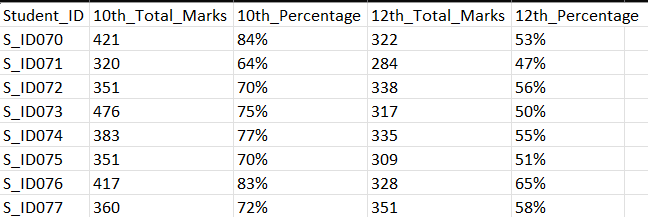 Student_ID 10th_Total_Marks 10th_Percentage 12th_Total_Marks 12th_Percentage
S_ID070 421 84% 322 53%
S_ID071 320 64% 284 47%
S_ID072 351 70% 338 56%
S_ID073 476 75% 317 50%
S_ID074 383 77% 335 55%
S_ID075 351 70% 309 51%
S_ID076 417 83% 328 65%
S_ID077 360 72% 351 58%